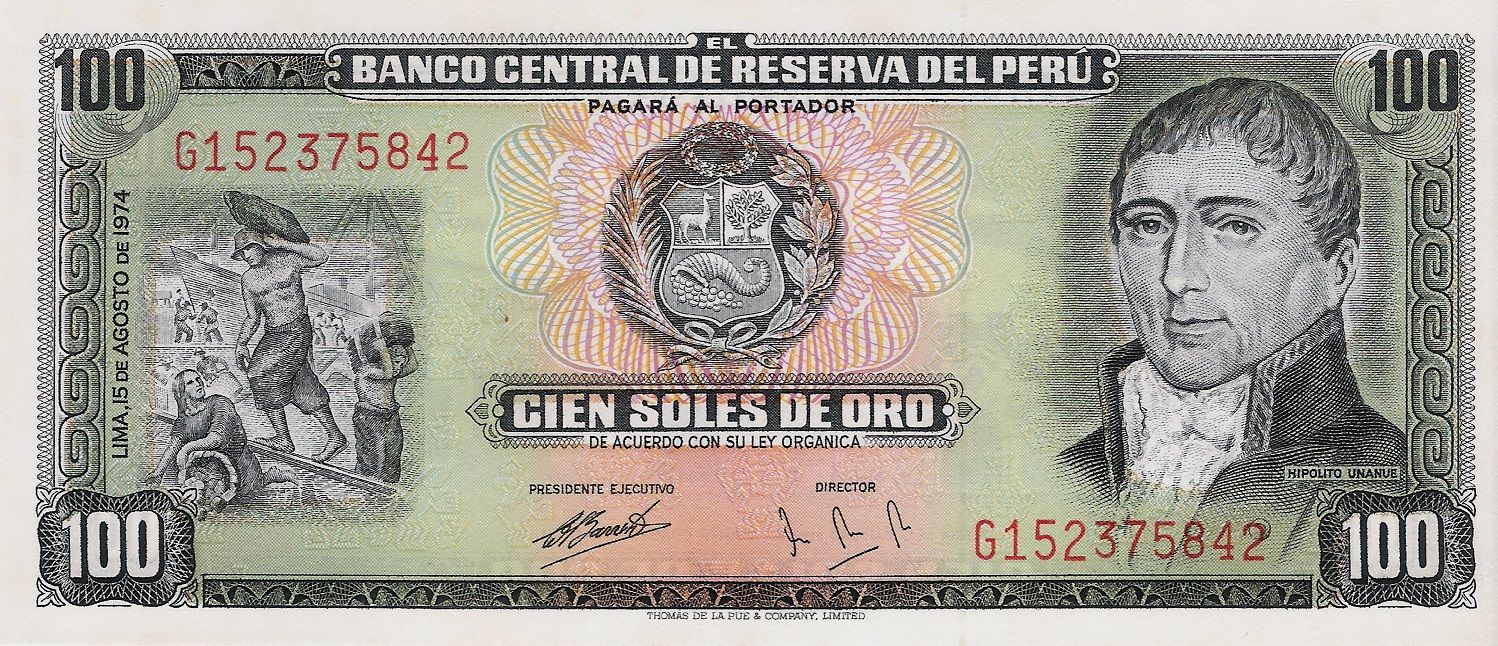 100
EL
100
BANCO CENTRAL DE RESERVA DEL PERÚ
PAGARÁ AL PORTADOR
G152375842
LIMA, 15 DE AGOSTO DE 1974
CIEN SOLES DE ORO
DE ACUERDO CON SU LEY ORGANICA
HIPOLITO UNANUE
PRESIDENTE EJECUTIVO
DIRECTOR
G152375842
100
100
THOMAS DE LA RUE & COMPANY, LIMITED